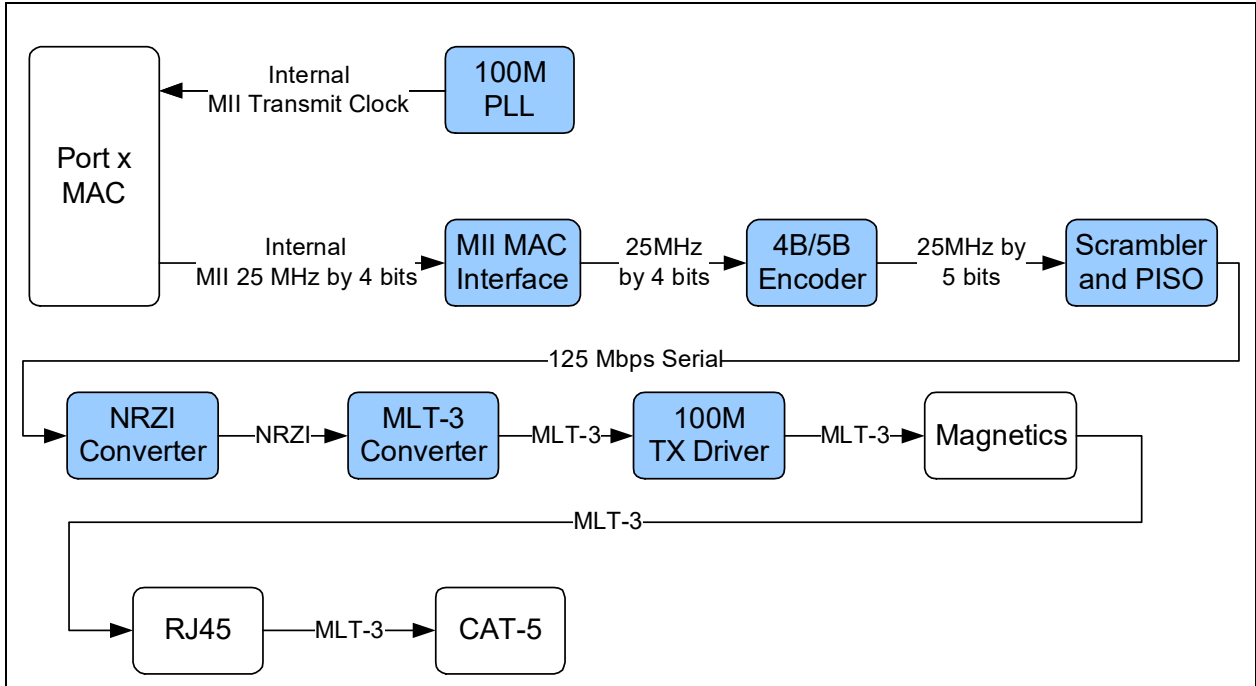 Internal
MII Transmit Clock
100M
PLL
Port x
MAC
Internal
MII 25 MHz by 4 bits
MII MAC
Interface
25MHz
by 4 bits
4B/5B
Encoder
25MHz by
5 bits
Scrambler
and PISO
125 Mbps Serial
NRZI
Converter
NRZI
MLT-3
Converter
MLT-3
100M
TX Driver
MLT-3
Magnetics
MLT-3
RJ45
MLT-3
CAT-5